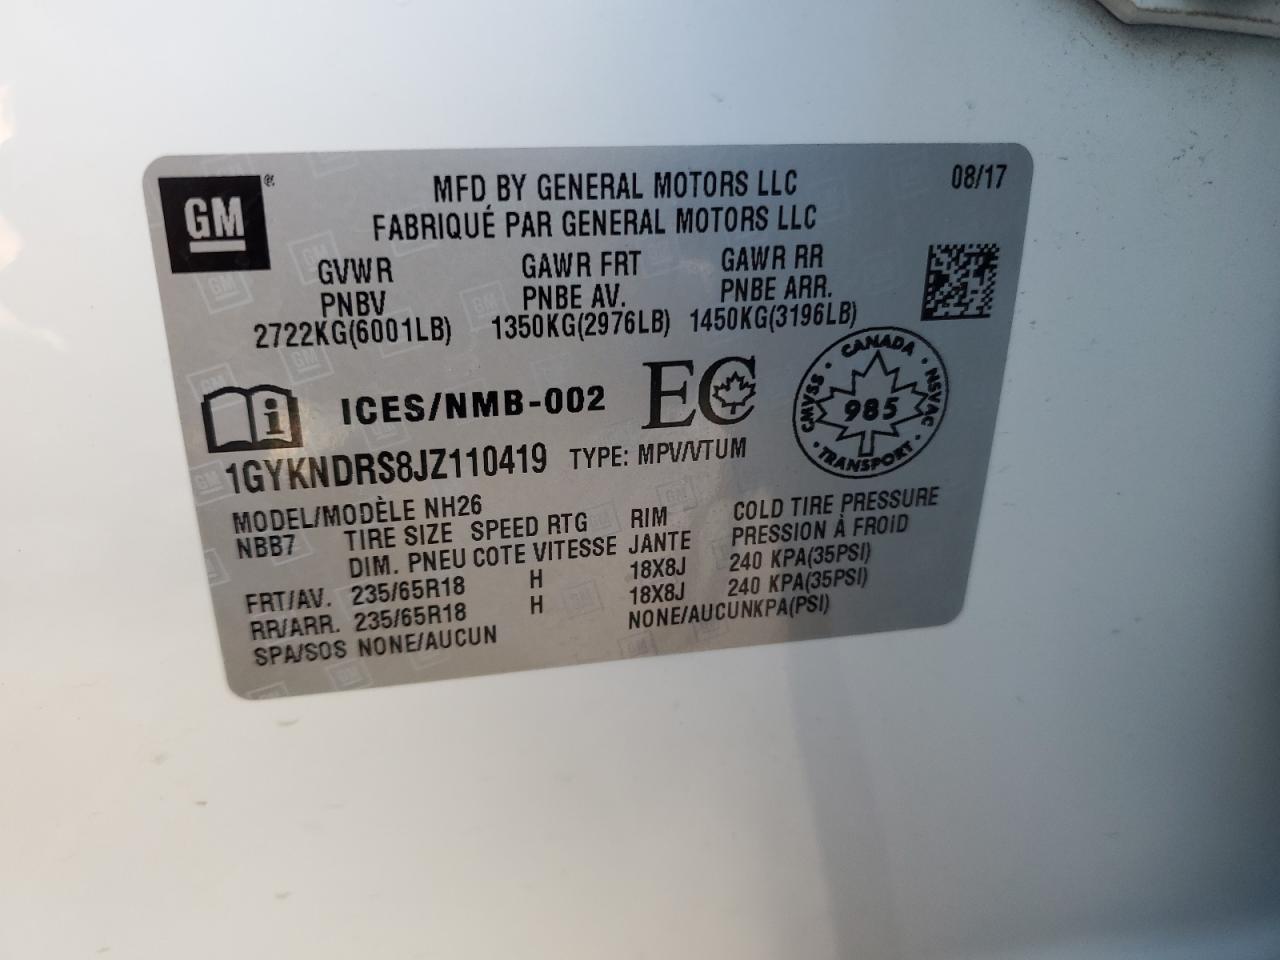 GM ®
MFD BY GENERAL MOTORS LLC
08/17
FABRIQUÉ PAR GENERAL MOTORS LLC
GVWR GAWR FRT GAWR RR
PNBV PNBE AV. PNBE ARR.
2722KG(6001LB) 1350KG(2976LB) 1450KG(3196LB)
i ICES/NMB-002 EC
CANADA · NSVAC · TRANSPORT · CMVSS ·
985
1GYKNDRS8JZ110419 TYPE: MPV/VTUM
MODEL/MODÈLE NH26
NBB7 TIRE SIZE SPEED RTG RIM COLD TIRE PRESSURE
DIM. PNEU COTE VITESSE JANTE PRESSION À FROID
FRT/AV. 235/65R18 H 18X8J 240 KPA(35PSI)
RR/ARR. 235/65R18 H 18X8J 240 KPA(35PSI)
SPA/SOS NONE/AUCUN NONE/AUCUNKPA(PSI)